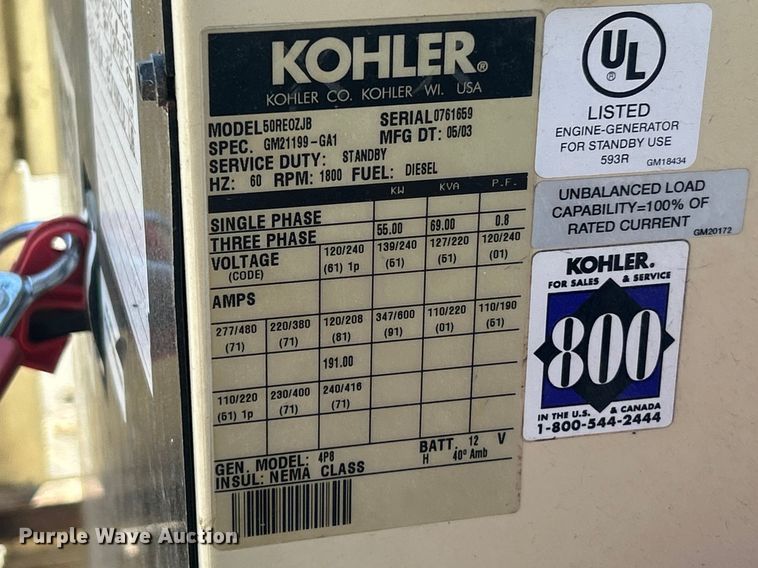 KOHLER®
KOHLER CO. KOHLER WI. USA
MODEL 50REOZJB SERIAL 0761659
SPEC. GM21199-GA1 MFG DT: 05/03
SERVICE DUTY: STANDBY
HZ: 60 RPM: 1800 FUEL: DIESEL
KW KVA P.F.
SINGLE PHASE
THREE PHASE 55.00 69.00 0.8
VOLTAGE 120/240 139/240 127/220 120/240
(CODE) (61) 1p (51) (51) (01)
AMPS
277/480 220/380 120/208 347/600 110/220 110/190
(71) (71) (81) (91) (01) (51)
191.00
110/220 230/400 240/416
(51) 1p (71) (71)
GEN. MODEL: 4P8 BATT. 12 V
INSUL: NEMA CLASS H 40° Amb
UL
®
LISTED
ENGINE-GENERATOR
FOR STANDBY USE
593R GM18434
UNBALANCED LOAD
CAPABILITY=100% OF
RATED CURRENT
GM20172
KOHLER®
FOR SALES & SERVICE
800
IN THE U.S. & CANADA
1-800-544-2444
Purple Wave Auction